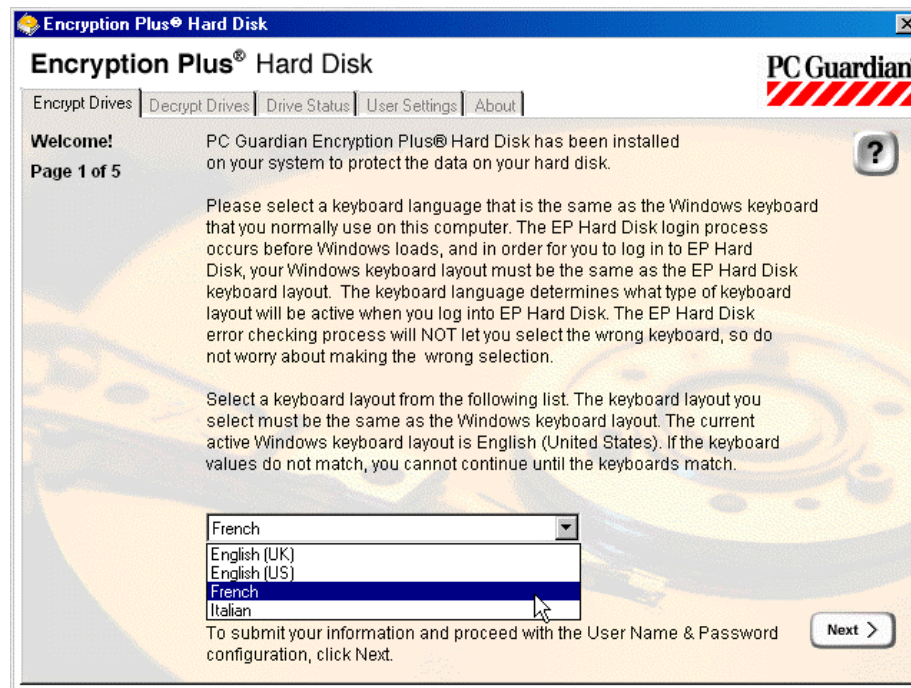 Encryption Plus® Hard Disk
Encryption Plus® Hard Disk
PC Guardian
Encrypt Drives Decrypt Drives Drive Status User Settings About
Welcome!
Page 1 of 5
PC Guardian Encryption Plus® Hard Disk has been installed
on your system to protect the data on your hard disk.
?
Please select a keyboard language that is the same as the Windows keyboard
that you normally use on this computer. The EP Hard Disk login process
occurs before Windows loads, and in order for you to log in to EP Hard
Disk, your Windows keyboard layout must be the same as the EP Hard Disk
keyboard layout. The keyboard language determines what type of keyboard
layout will be active when you log into EP Hard Disk. The EP Hard Disk
error checking process will NOT let you select the wrong keyboard, so do
not worry about making the wrong selection.
Select a keyboard layout from the following list. The keyboard layout you
select must be the same as the Windows keyboard layout. The current
active Windows keyboard layout is English (United States). If the keyboard
values do not match, you cannot continue until the keyboards match.
French
English (UK)
English (US)
French
Italian
To submit your information and proceed with the User Name & Password
configuration, click Next.
Next >